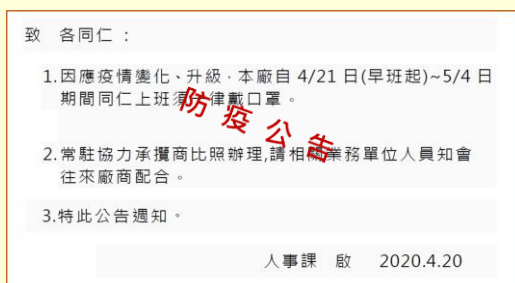 致 各同仁：
1.因應疫情變化、升級，本廠自 4/21 日(早班起)~5/4 日
期間同仁上班須一律戴口罩。
防疫公告
2.常駐協力承攬商比照辦理,請相關業務單位人員知會
往來廠商配合。
3.特此公告週知。
人事課 啟 2020.4.20